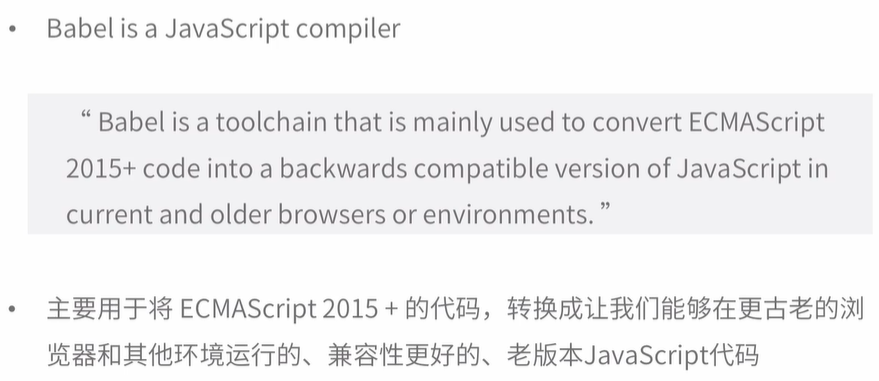 • Babel is a JavaScript compiler
“ Babel is a toolchain that is mainly used to convert ECMAScript
2015+ code into a backwards compatible version of JavaScript in
current and older browsers or environments. ”
• 主要用于将 ECMAScript 2015 + 的代码，转换成让我们能够在更古老的浏
览器和其他环境运行的、兼容性更好的、老版本JavaScript代码